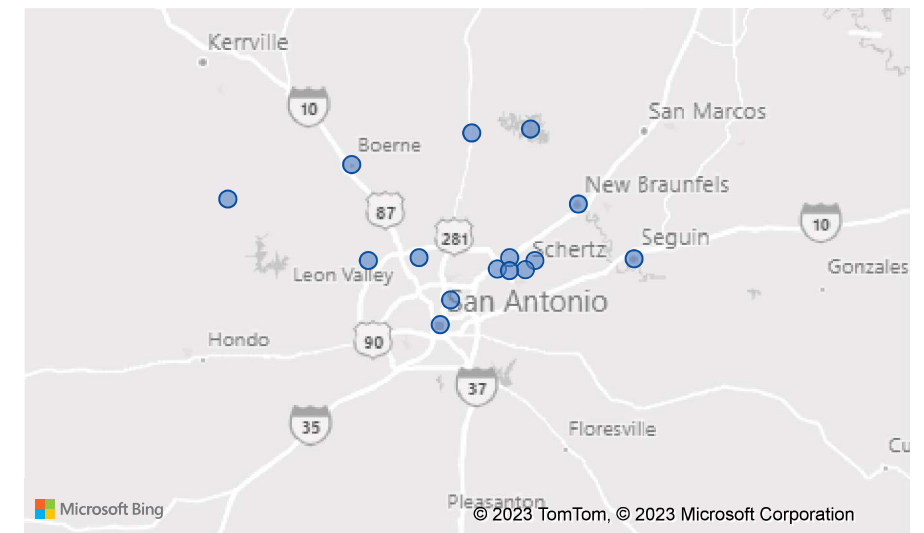 Kerrville
10
San Marcos
Boerne
New Braunfels
87
10
281
Schertz
Seguin
Leon Valley
Gonzales
San Antonio
Hondo
90
37
35
Floresville
Cu
Pleasanton
Microsoft Bing
© 2023 TomTom, © 2023 Microsoft Corporation